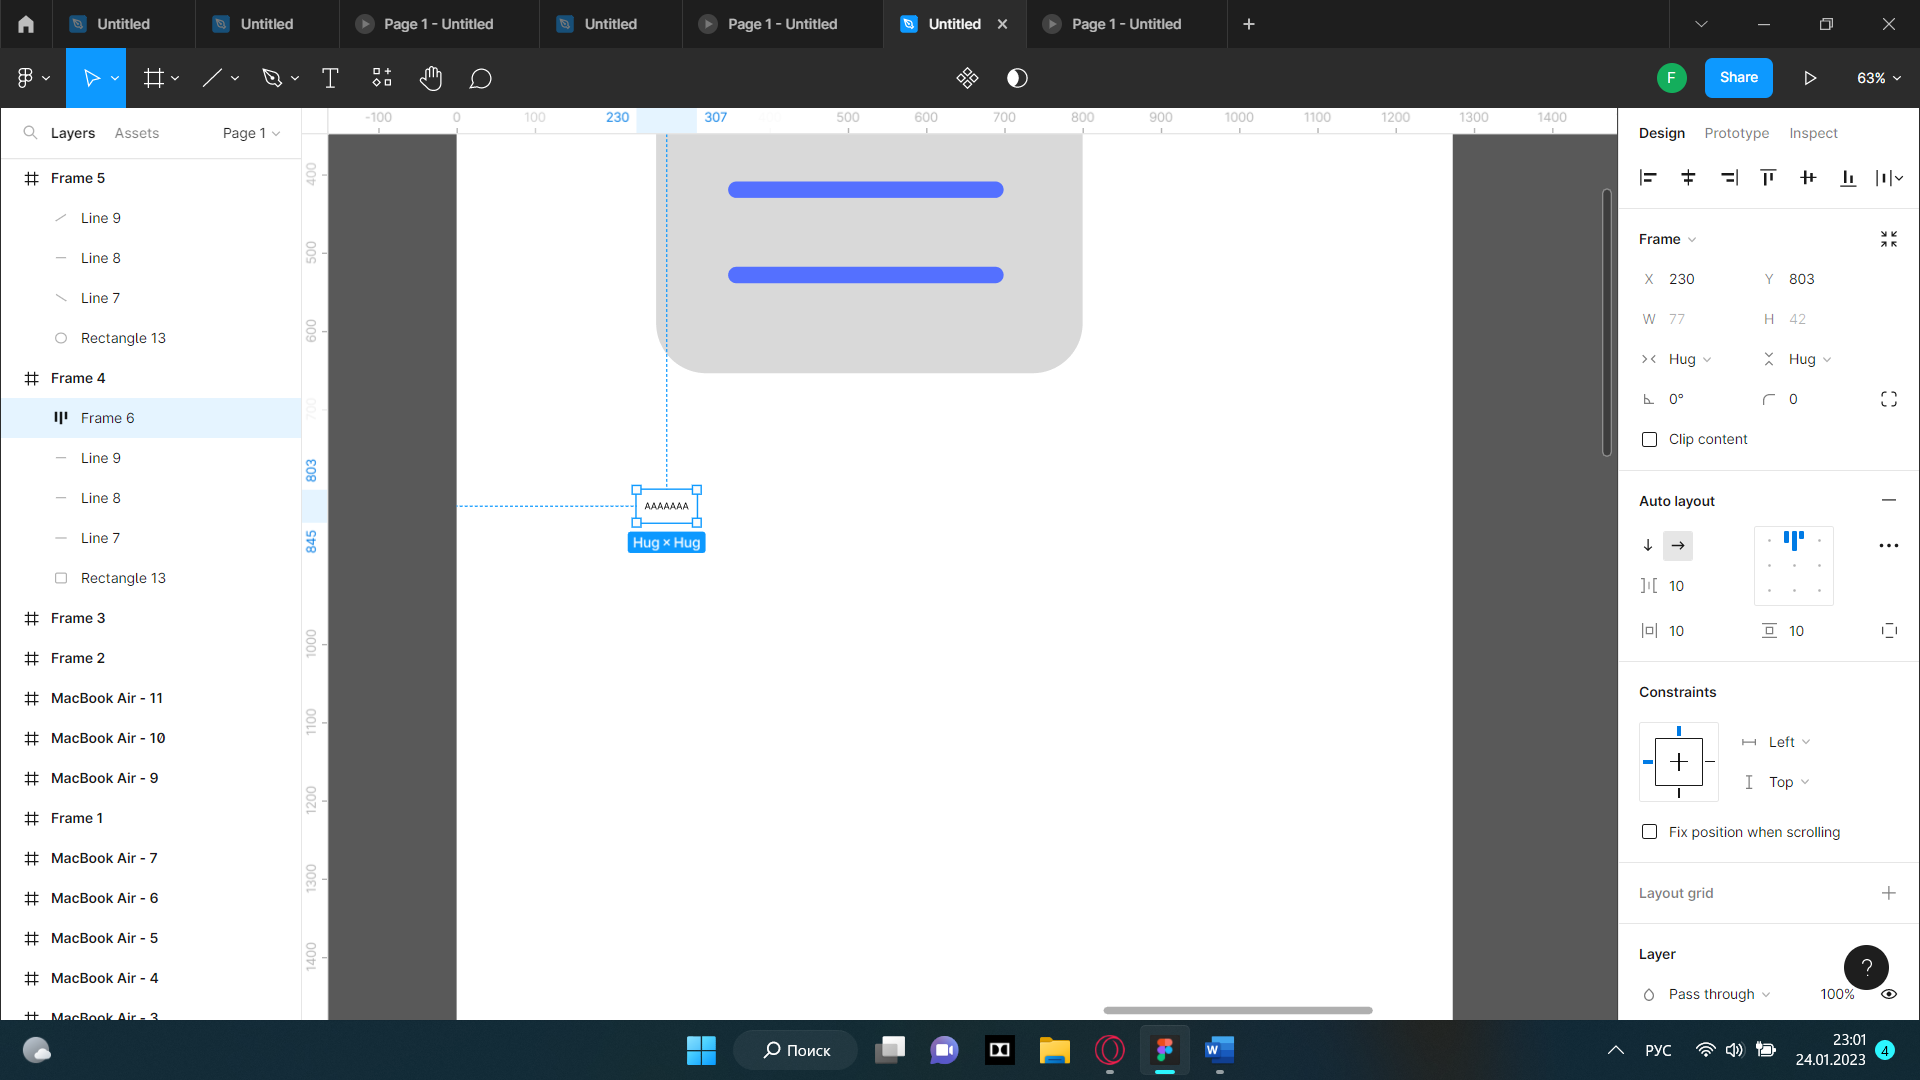 Untitled
Untitled
Page 1 - Untitled
Untitled
Page 1 - Untitled
Untitled
Page 1 - Untitled
F
Share
63%
Layers
Assets
Page 1
Frame 5
Line 9
Line 8
Line 7
Rectangle 13
Frame 4
Frame 6
Line 9
Line 8
Line 7
Rectangle 13
Frame 3
Frame 2
MacBook Air - 11
MacBook Air - 10
MacBook Air - 9
Frame 1
MacBook Air - 7
MacBook Air - 6
MacBook Air - 5
MacBook Air - 4
MacBook Air - 3
-100 0 100 230 307 500 600 700 800 900 1000 1100 1200 1300 1400
400
500
600
700
803
845
1000
1100
1200
1300
1400
AAAAAAA
Hug × Hug
Design
Prototype
Inspect
Frame
X 230
Y 803
W 77
H 42
Hug
Hug
0°
0
Clip content
Auto layout
10
10
10
Constraints
Left
Top
Fix position when scrolling
Layout grid
Layer
?
Pass through
100%
Поиск
W
РУС
23:01
24.01.2023
4